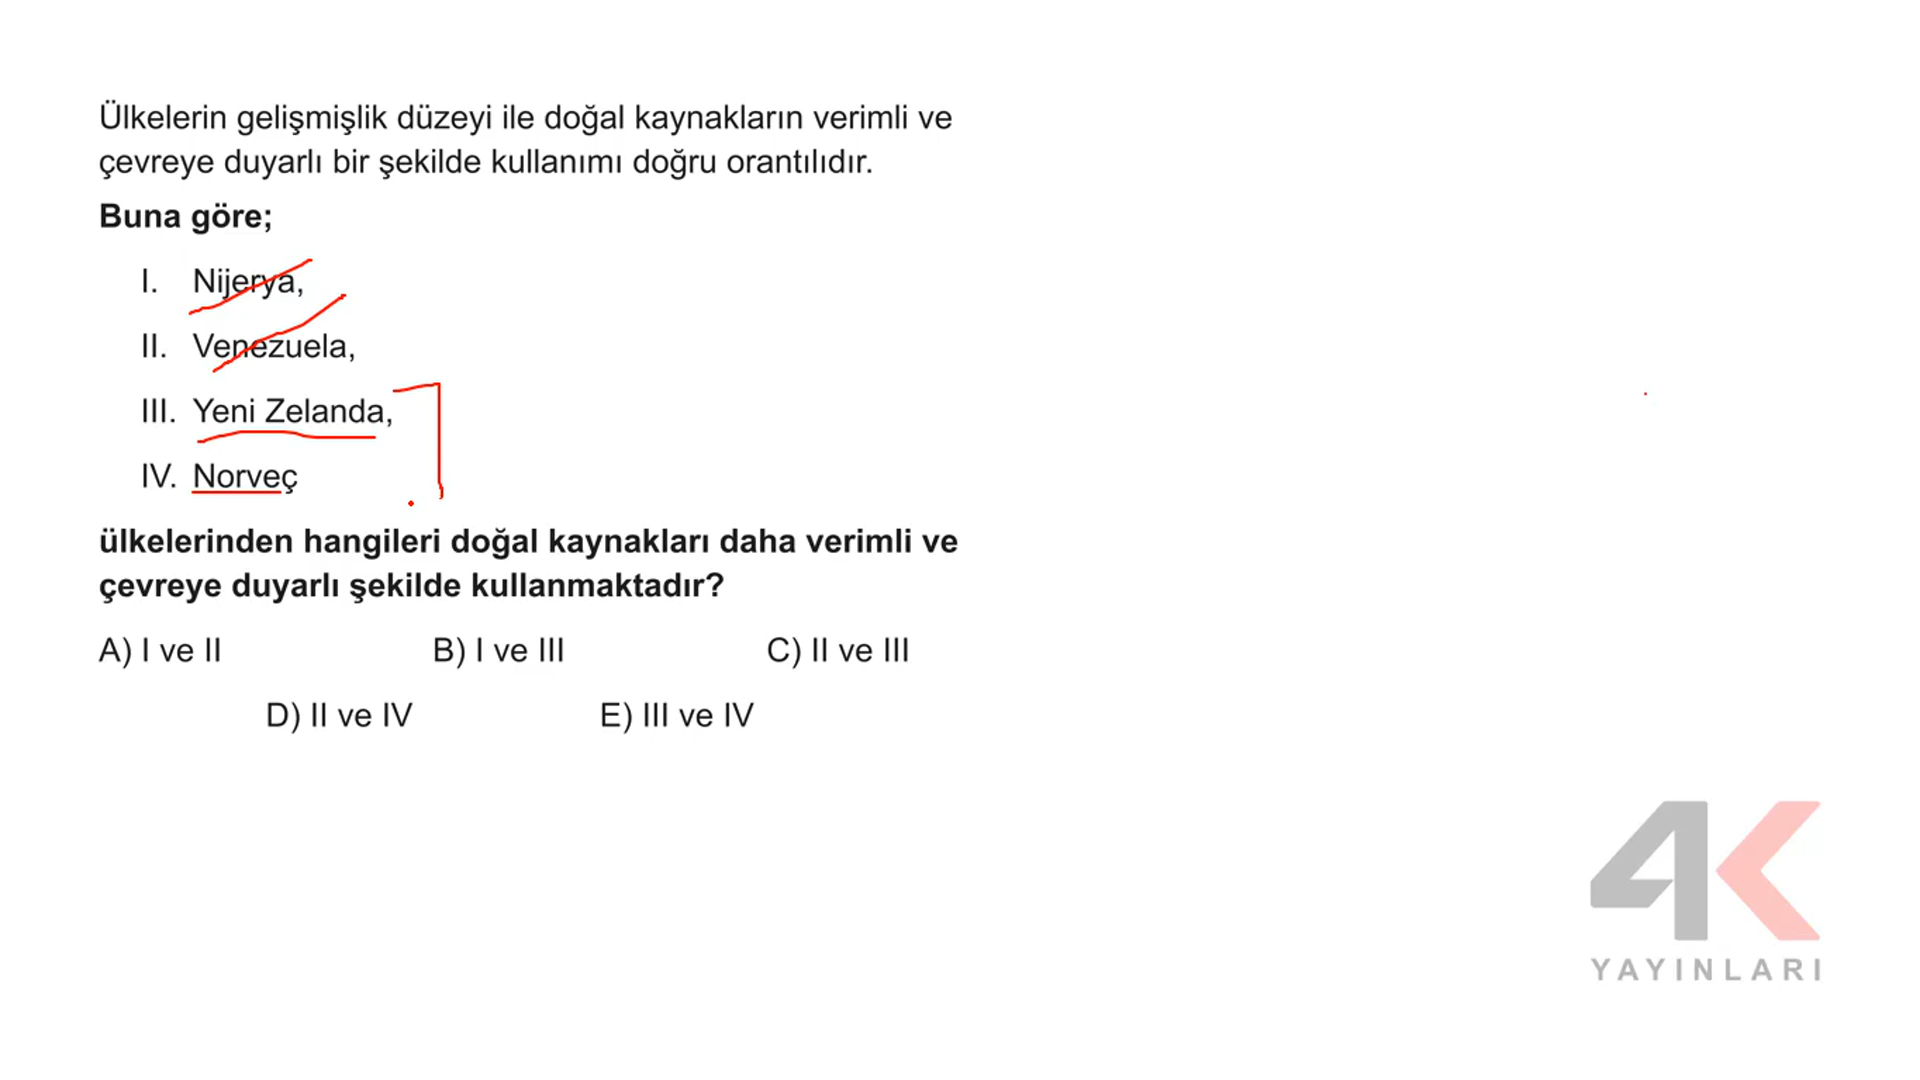 Ülkelerin gelişmişlik düzeyi ile doğal kaynakların verimli ve
çevreye duyarlı bir şekilde kullanımı doğru orantılıdır.
Buna göre;
I. Nijerya,
II. Venezuela,
III. Yeni Zelanda,
IV. Norveç
ülkelerinden hangileri doğal kaynakları daha verimli ve
çevreye duyarlı şekilde kullanmaktadır?
A) I ve II B) I ve III C) II ve III
D) II ve IV E) III ve IV
4K
YAYINLARI